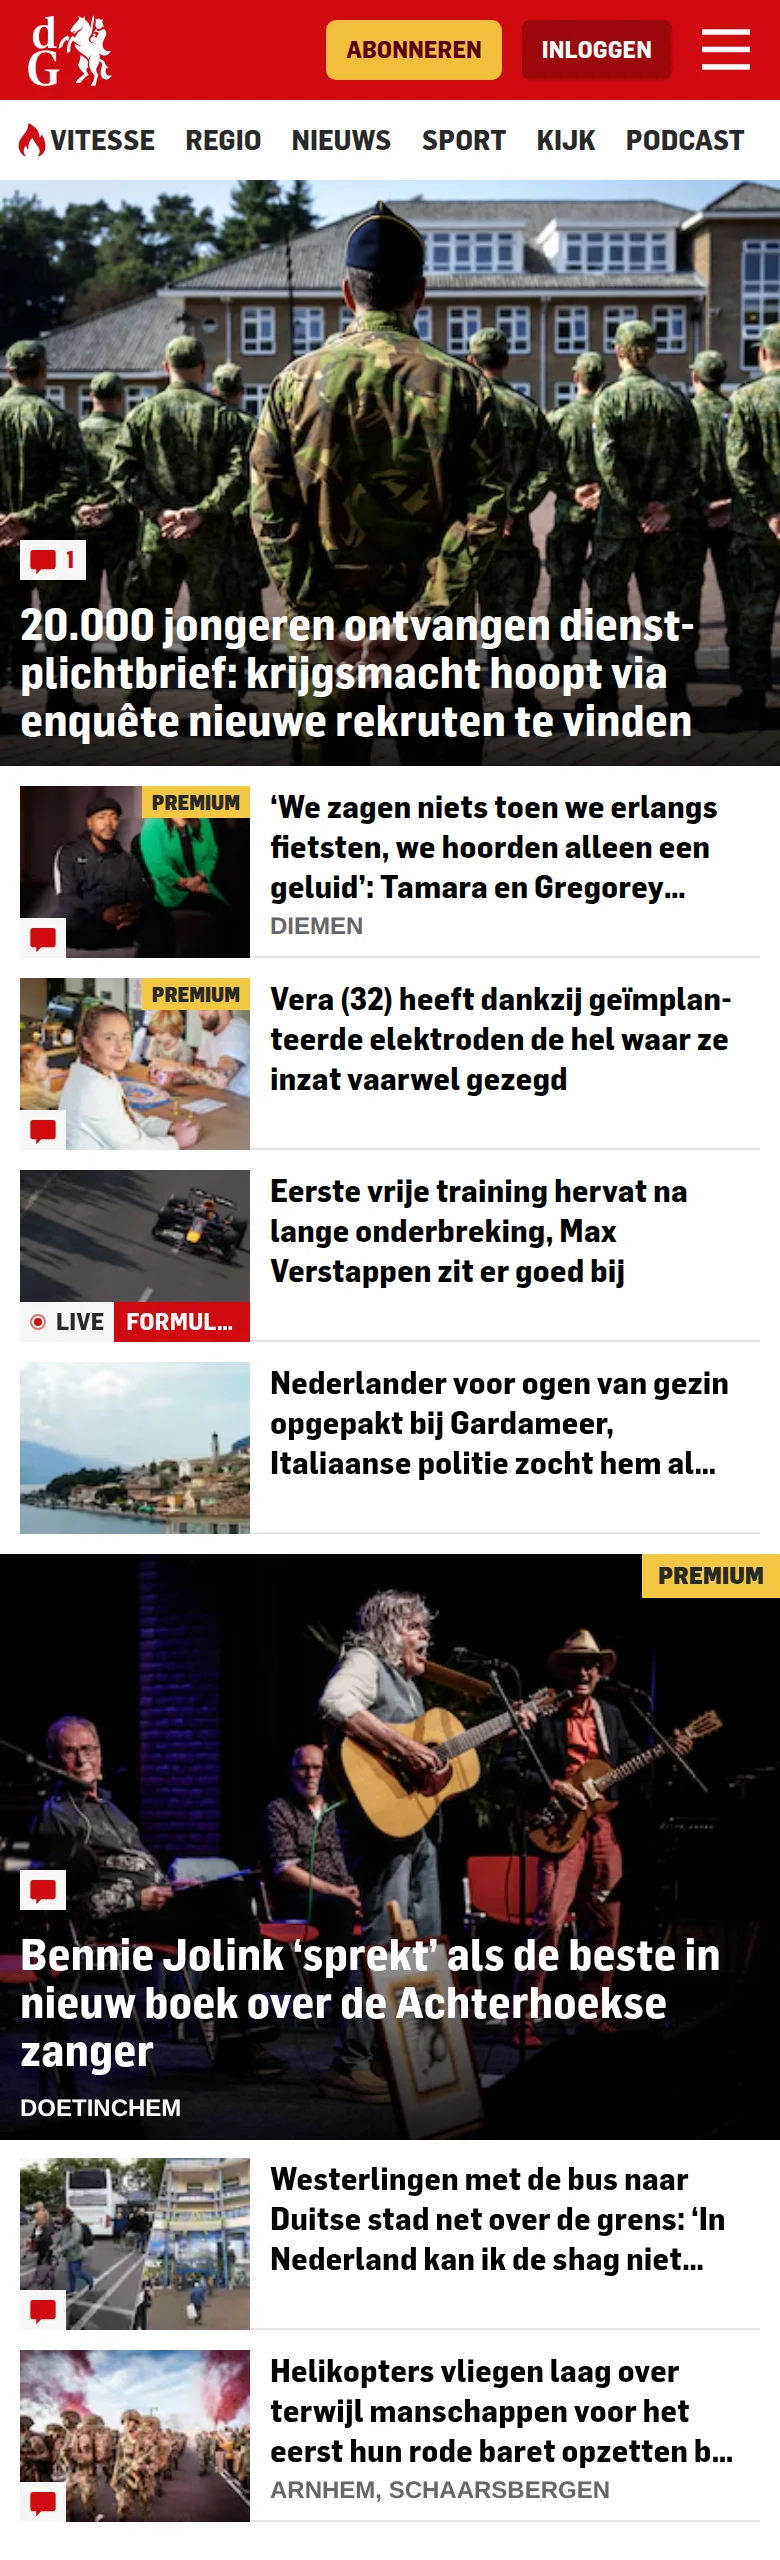 dG
ABONNEREN
INLOGGEN
VITESSE REGIO NIEUWS SPORT KIJK PODCAST
1
20.000 jongeren ontvangen dienst-
plichtbrief: krijgsmacht hoopt via
enquête nieuwe rekruten te vinden
PREMIUM
‘We zagen niets toen we erlangs
fietsten, we hoorden alleen een
geluid’: Tamara en Gregorey...
DIEMEN
PREMIUM
Vera (32) heeft dankzij geïmplan-
teerde elektroden de hel waar ze
inzat vaarwel gezegd
LIVE FORMUL...
Eerste vrije training hervat na
lange onderbreking, Max
Verstappen zit er goed bij
Nederlander voor ogen van gezin
opgepakt bij Gardameer,
Italiaanse politie zocht hem al...
PREMIUM
Bennie Jolink ‘sprekt’ als de beste in
nieuw boek over de Achterhoekse
zanger
DOETINCHEM
Westerlingen met de bus naar
Duitse stad net over de grens: ‘In
Nederland kan ik de shag niet...
Helikopters vliegen laag over
terwijl manschappen voor het
eerst hun rode baret opzetten b...
ARNHEM, SCHAARSBERGEN